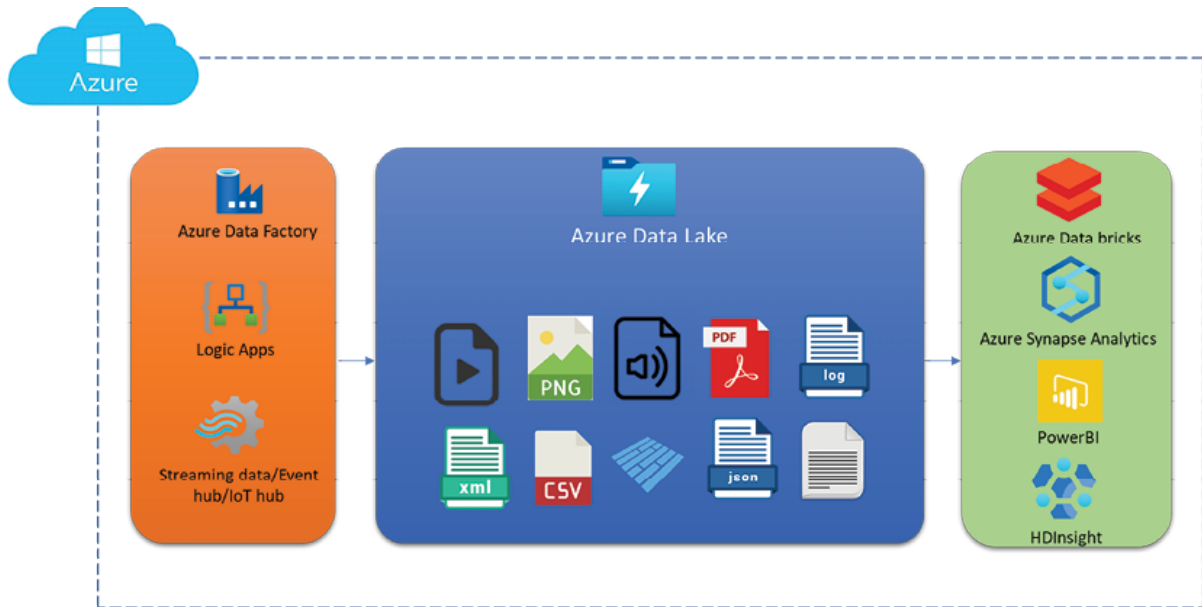 Azure
Azure Data Factory
Logic Apps
Streaming data/Event
hub/IoT hub
Azure Data Lake
PNG
PDF
log
xml
CSV
json
Azure Data bricks
Azure Synapse Analytics
PowerBI
HDInsight